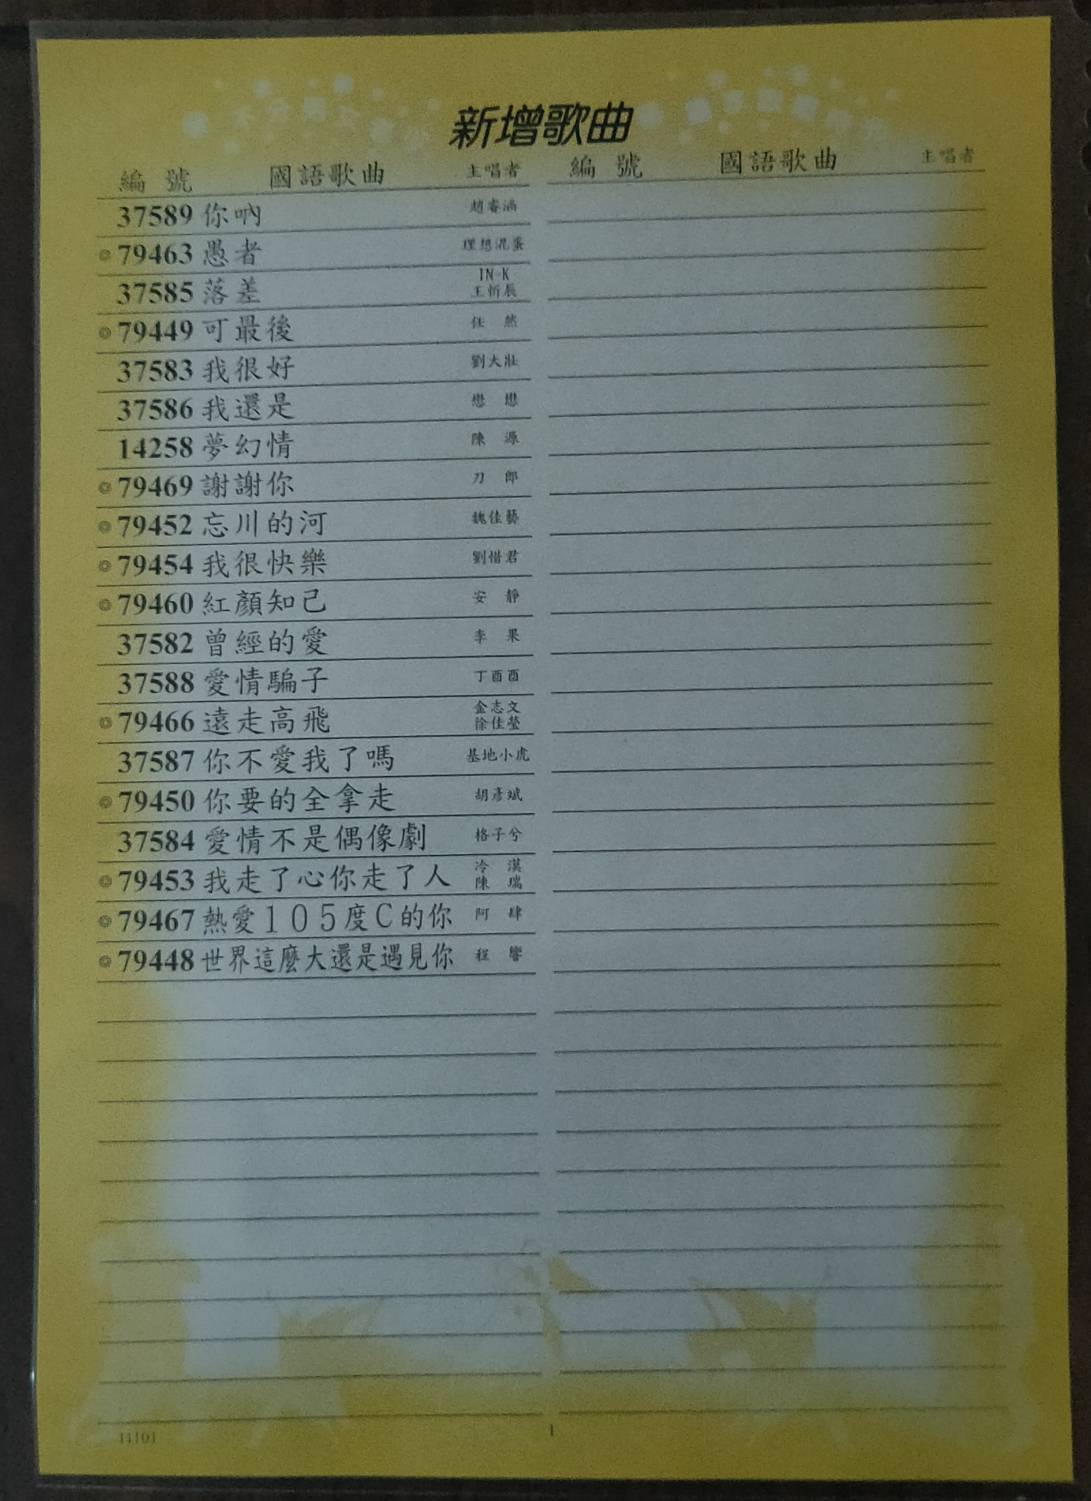 新增歌曲
編 號 國語歌曲 主唱者 編 號 國語歌曲 主唱者
37589 你吶 趙睿涵
◎79463 愚者 理想混蛋
37585 落差 IN-K 王忻辰
◎79449 可最後 任 然
37583 我很好 劉大壯
37586 我還是 懋 懋
14258 夢幻情 陳 源
◎79469 謝謝你 刀 郎
◎79452 忘川的河 魏佳藝
◎79454 我很快樂 劉惜君
◎79460 紅顏知己 安 靜
37582 曾經的愛 李 果
37588 愛情騙子 丁酉酉
◎79466 遠走高飛 金志文 徐佳瑩
37587 你不愛我了嗎 基地小虎
◎79450 你要的全拿走 胡彥斌
37584 愛情不是偶像劇 格子兮
◎79453 我走了心你走了人 冷 漠 陳 瑞
◎79467 熱愛105度C的你 阿 肆
◎79448 世界這麼大還是遇見你 程 響
11101 1